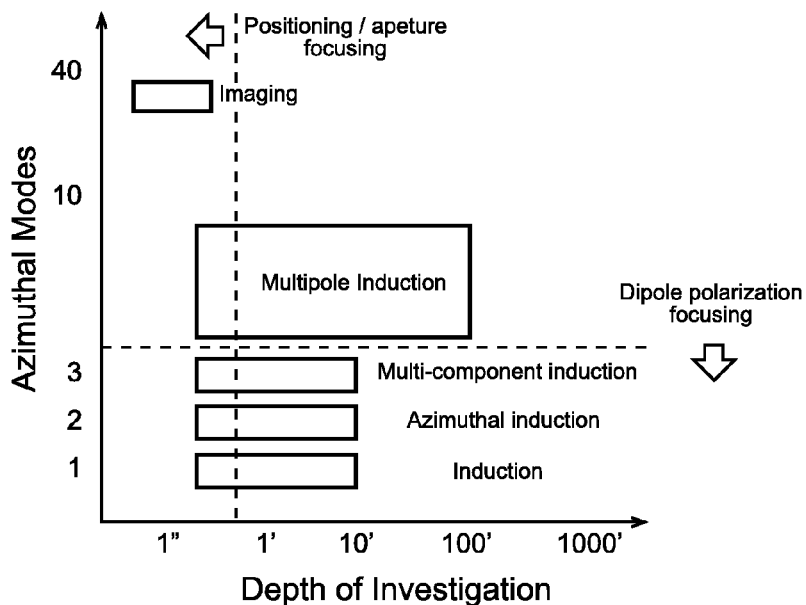 Positioning / apeture
focusing
40
Imaging
10
Azimuthal Modes
Multipole Induction
Dipole polarization
focusing
3
Multi-component induction
2
Azimuthal induction
1
Induction
1" 1' 10' 100' 1000'
Depth of Investigation